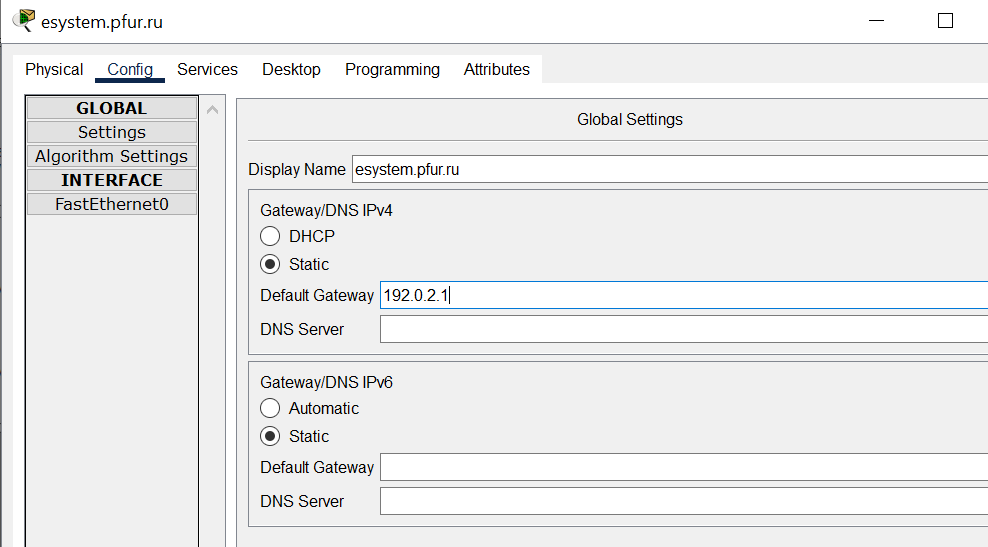 esystem.pfur.ru
Physical Config Services Desktop Programming Attributes
GLOBAL
Settings
Algorithm Settings
INTERFACE
FastEthernet0
Global Settings
Display Name esystem.pfur.ru
Gateway/DNS IPv4
DHCP
Static
Default Gateway 192.0.2.1
DNS Server
Gateway/DNS IPv6
Automatic
Static
Default Gateway
DNS Server